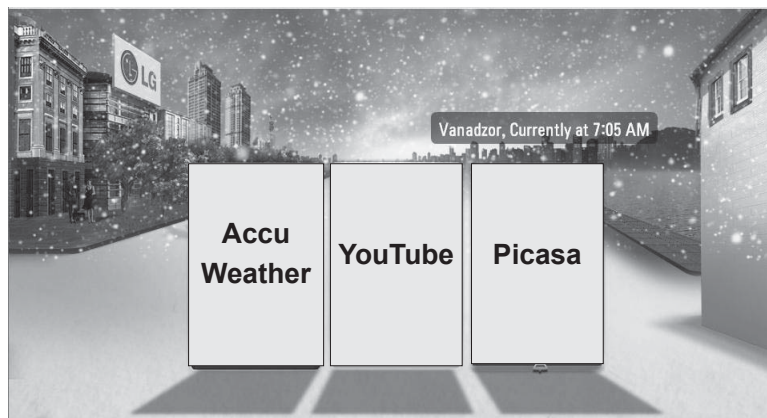 LG
Vanadzor, Currently at 7:05 AM
Accu
Weather
YouTube
Picasa